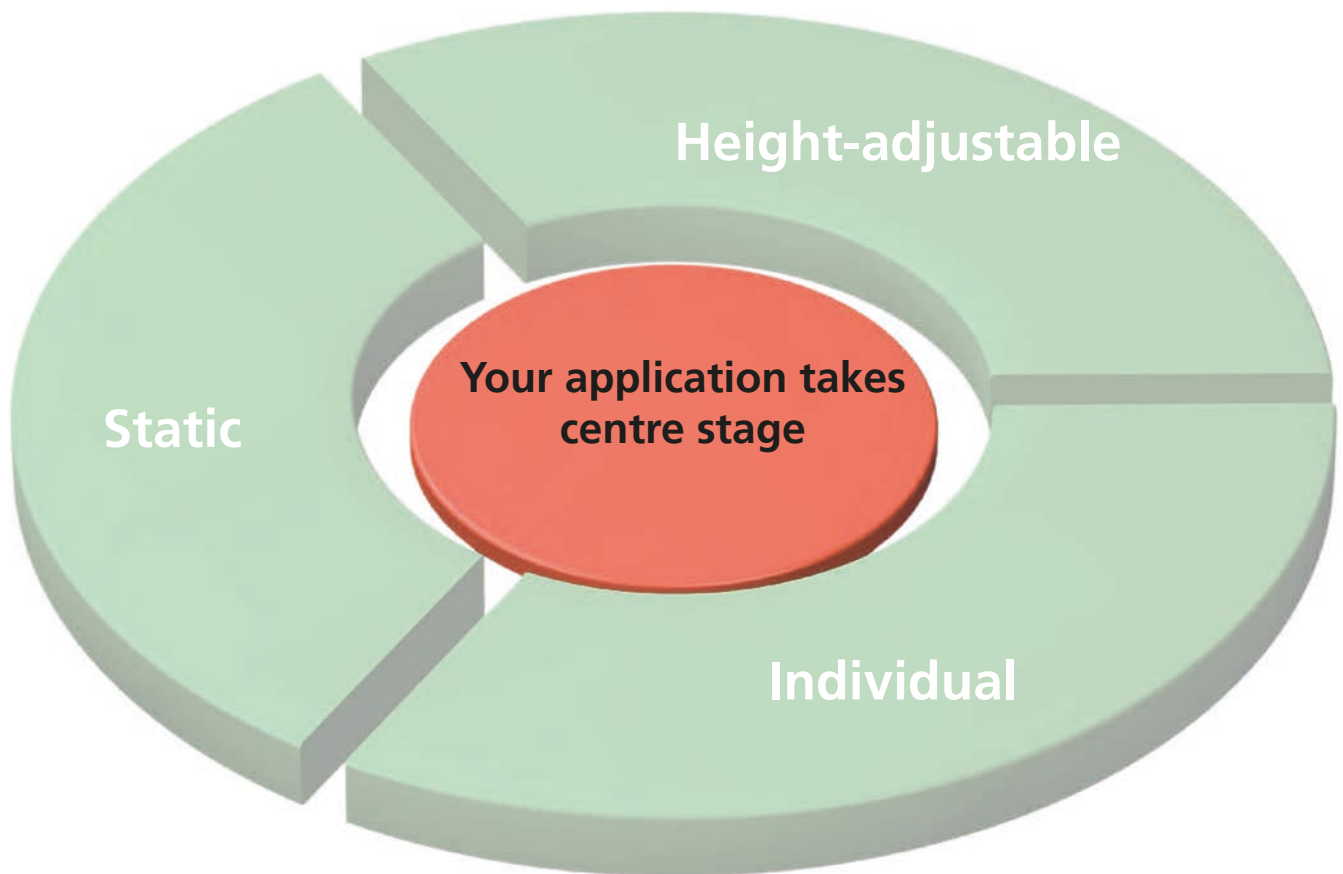 Height-adjustable
Your application takes
centre stage
Static
Individual